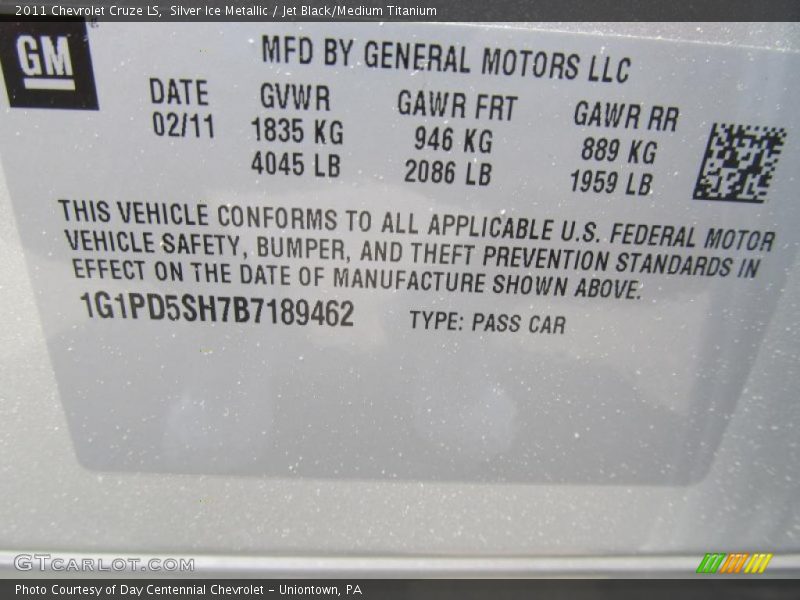 2011 Chevrolet Cruze LS, Silver Ice Metallic / Jet Black/Medium Titanium
GM
MFD BY GENERAL MOTORS LLC
DATE GVWR GAWR FRT GAWR RR
02/11 1835 KG 946 KG 889 KG
4045 LB 2086 LB 1959 LB
THIS VEHICLE CONFORMS TO ALL APPLICABLE U.S. FEDERAL MOTOR
VEHICLE SAFETY, BUMPER, AND THEFT PREVENTION STANDARDS IN
EFFECT ON THE DATE OF MANUFACTURE SHOWN ABOVE.
1G1PD5SH7B7189462 TYPE: PASS CAR
GTCARLOT.COM
Photo Courtesy of Day Centennial Chevrolet - Uniontown, PA